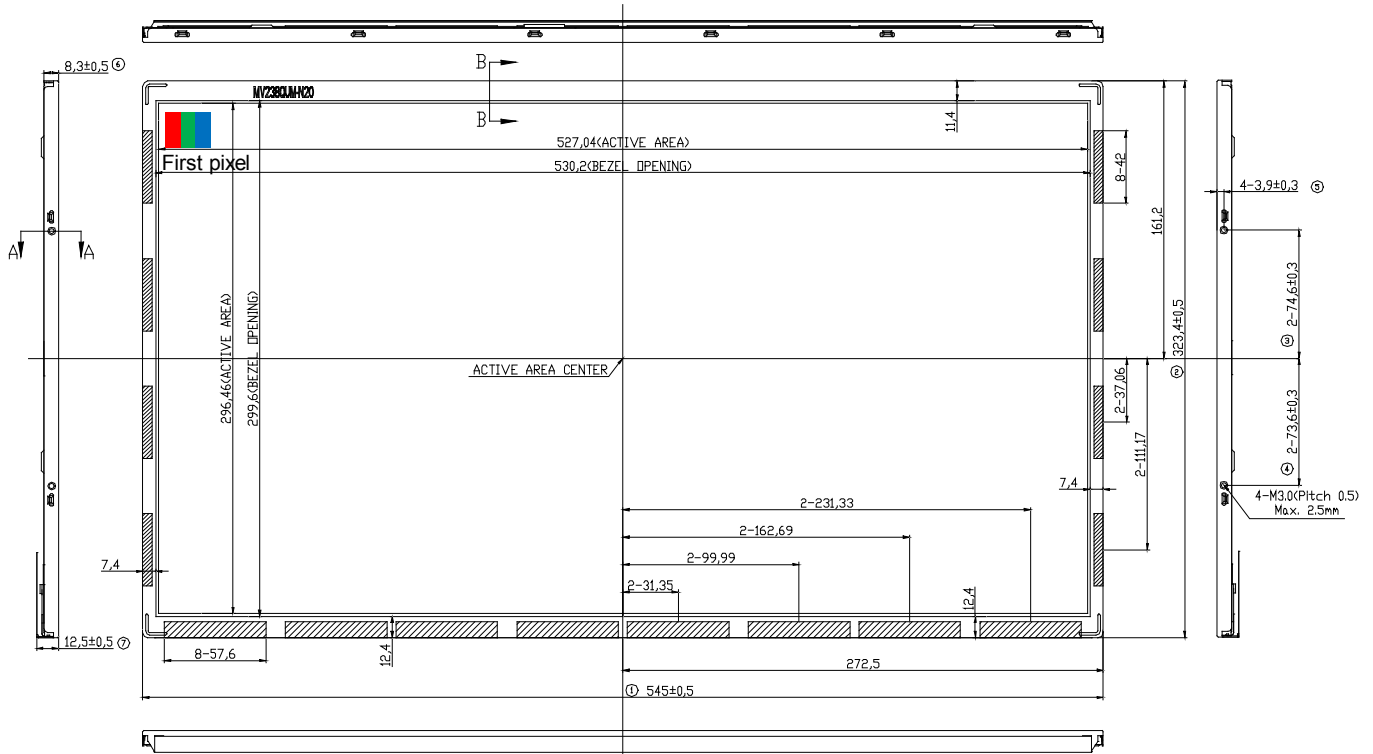 8,3±0,5 ⑥
B
MV238QUM-N20
B
11,4
527,04(ACTIVE AREA)
First pixel
530,2(BEZEL OPENING)
8-42
4-3,9±0,3 ⑤
161,2
A
A
2-74,6±0,3
③
323,4±0,5
②
296,46(ACTIVE AREA)
299,6(BEZEL OPENING)
ACTIVE AREA CENTER
2-37,06
2-73,6±0,3
④
2-111,17
7,4
4-M3.0(Pitch 0.5)
Max. 2.5mm
2-231,33
2-162,69
7,4
2-99,99
2-31,35
12,4
12,5±0,5 ⑦
8-57,6
12,4
272,5
① 545±0,5